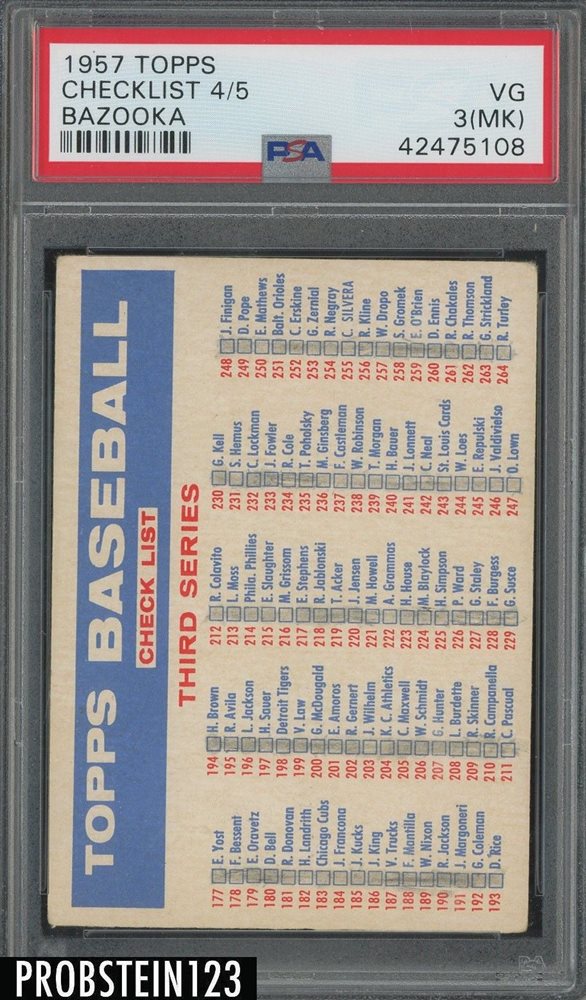 1957 TOPPS
CHECKLIST 4/5
BAZOOKA
VG
3(MK)
42475108
PSA
TOPPS BASEBALL
CHECK LIST
THIRD SERIES
177 E. Yost
178 F. Bessent
179 E. Oravetz
180 D. Bell
181 R. Donovan
182 H. Landrith
183 Chicago Cubs
184 J. Francona
185 J. Kucks
186 J. King
187 V. Trucks
188 F. Mantilla
189 W. Nixon
190 R. Jackson
191 J. Margoneri
192 G. Coleman
193 D. Rice
194 H. Brown
195 R. Avila
196 L. Jackson
197 H. Sauer
198 Detroit Tigers
199 V. Law
200 G. McDougald
201 E. Amoros
202 R. Gernert
203 J. Wilhelm
204 K. C. Athletics
205 C. Maxwell
206 W. Schmidt
207 G. Hunter
208 L. Burdette
209 R. Skinner
210 R. Campanella
211 C. Pascual
212 R. Colavito
213 L. Moss
214 Phila. Phillies
215 E. Slaughter
216 M. Grissom
217 E. Stephens
218 R. Jablonski
219 T. Acker
220 J. Jensen
221 M. Howell
222 A. Grammas
223 H. House
224 M. Blaylock
225 H. Simpson
226 P. Ward
227 G. Staley
228 F. Burgess
229 G. Susce
230 G. Kell
231 S. Hemus
232 C. Lockman
233 J. Fowler
234 R. Cole
235 T. Poholsky
236 M. Ginsberg
237 F. Castleman
238 W. Robinson
239 T. Morgan
240 H. Bauer
241 J. Lonnett
242 C. Neal
243 St. Louis Cards
244 W. Loes
245 E. Repulski
246 J. Valdivielso
247 O. Lown
248 J. Finigan
249 D. Pope
250 E. Mathews
251 Balt. Orioles
252 C. Erskine
253 G. Zernial
254 R. Negray
255 C. SILVERA
256 R. Kline
257 W. Dropo
258 S. Gromek
259 E. O'Brien
260 D. Ennis
261 R. Chakales
262 R. Thomson
263 G. Strickland
264 R. Turley
PROBSTEIN123